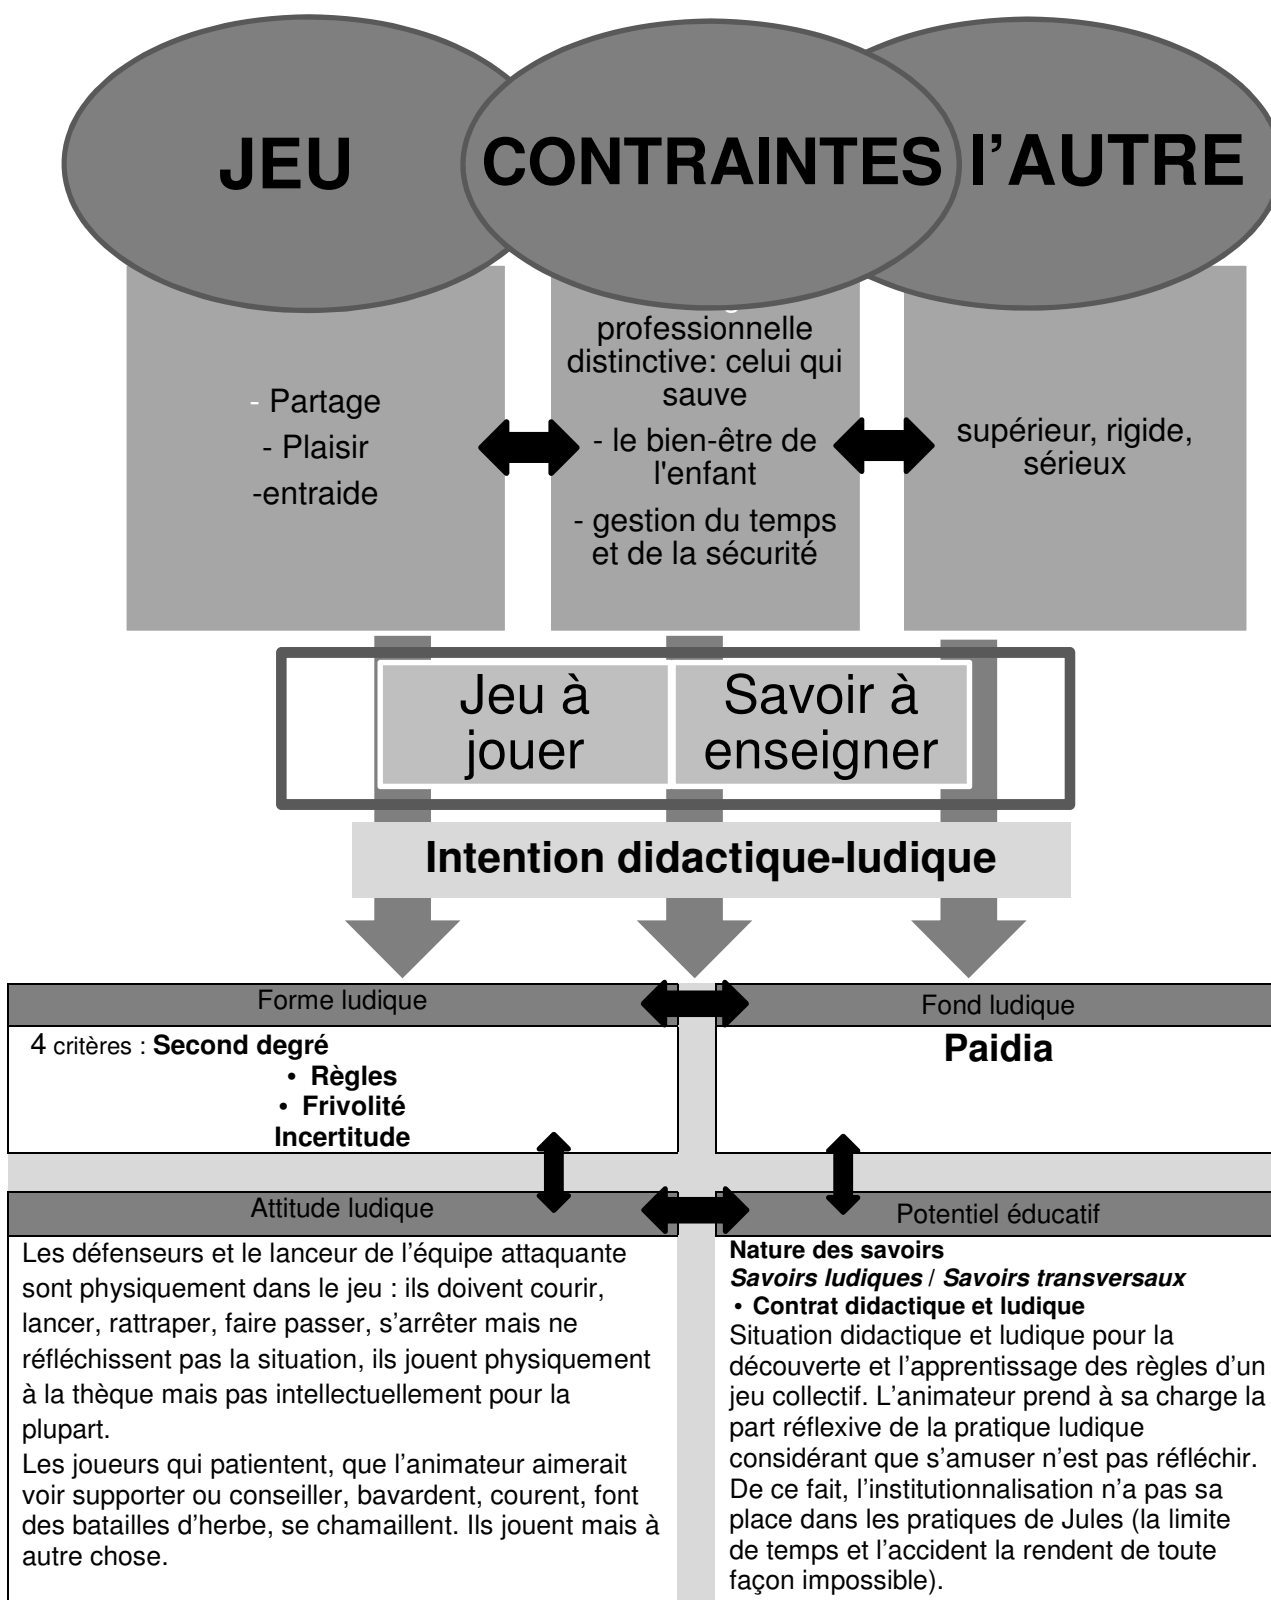 JEU
CONTRAINTES
l'AUTRE
- Partage
- Plaisir
-entraide
professionnelle
distinctive: celui qui
sauve
- le bien-être de
l'enfant
- gestion du temps
et de la sécurité
supérieur, rigide,
sérieux
Jeu à
jouer
Savoir à
enseigner
Intention didactique-ludique
Forme ludique
4 critères : Second degré
• Règles
• Frivolité
Incertitude
Fond ludique
Paidia
Attitude ludique
Les défenseurs et le lanceur de l'équipe attaquante
sont physiquement dans le jeu : ils doivent courir,
lancer, rattraper, faire passer, s'arrêter mais ne
réfléchissent pas la situation, ils jouent physiquement
à la thèque mais pas intellectuellement pour la
plupart.
Les joueurs qui patientent, que l'animateur aimerait
voir supporter ou conseiller, bavardent, courent, font
des batailles d'herbe, se chamaillent. Ils jouent mais à
autre chose.
Potentiel éducatif
Nature des savoirs
Savoirs ludiques / Savoirs transversaux
• Contrat didactique et ludique
Situation didactique et ludique pour la
découverte et l'apprentissage des règles d'un
jeu collectif. L'animateur prend à sa charge la
part réflexive de la pratique ludique
considérant que s'amuser n'est pas réfléchir.
De ce fait, l'institutionnalisation n'a pas sa
place dans les pratiques de Jules (la limite
de temps et l'accident la rendent de toute
façon impossible).